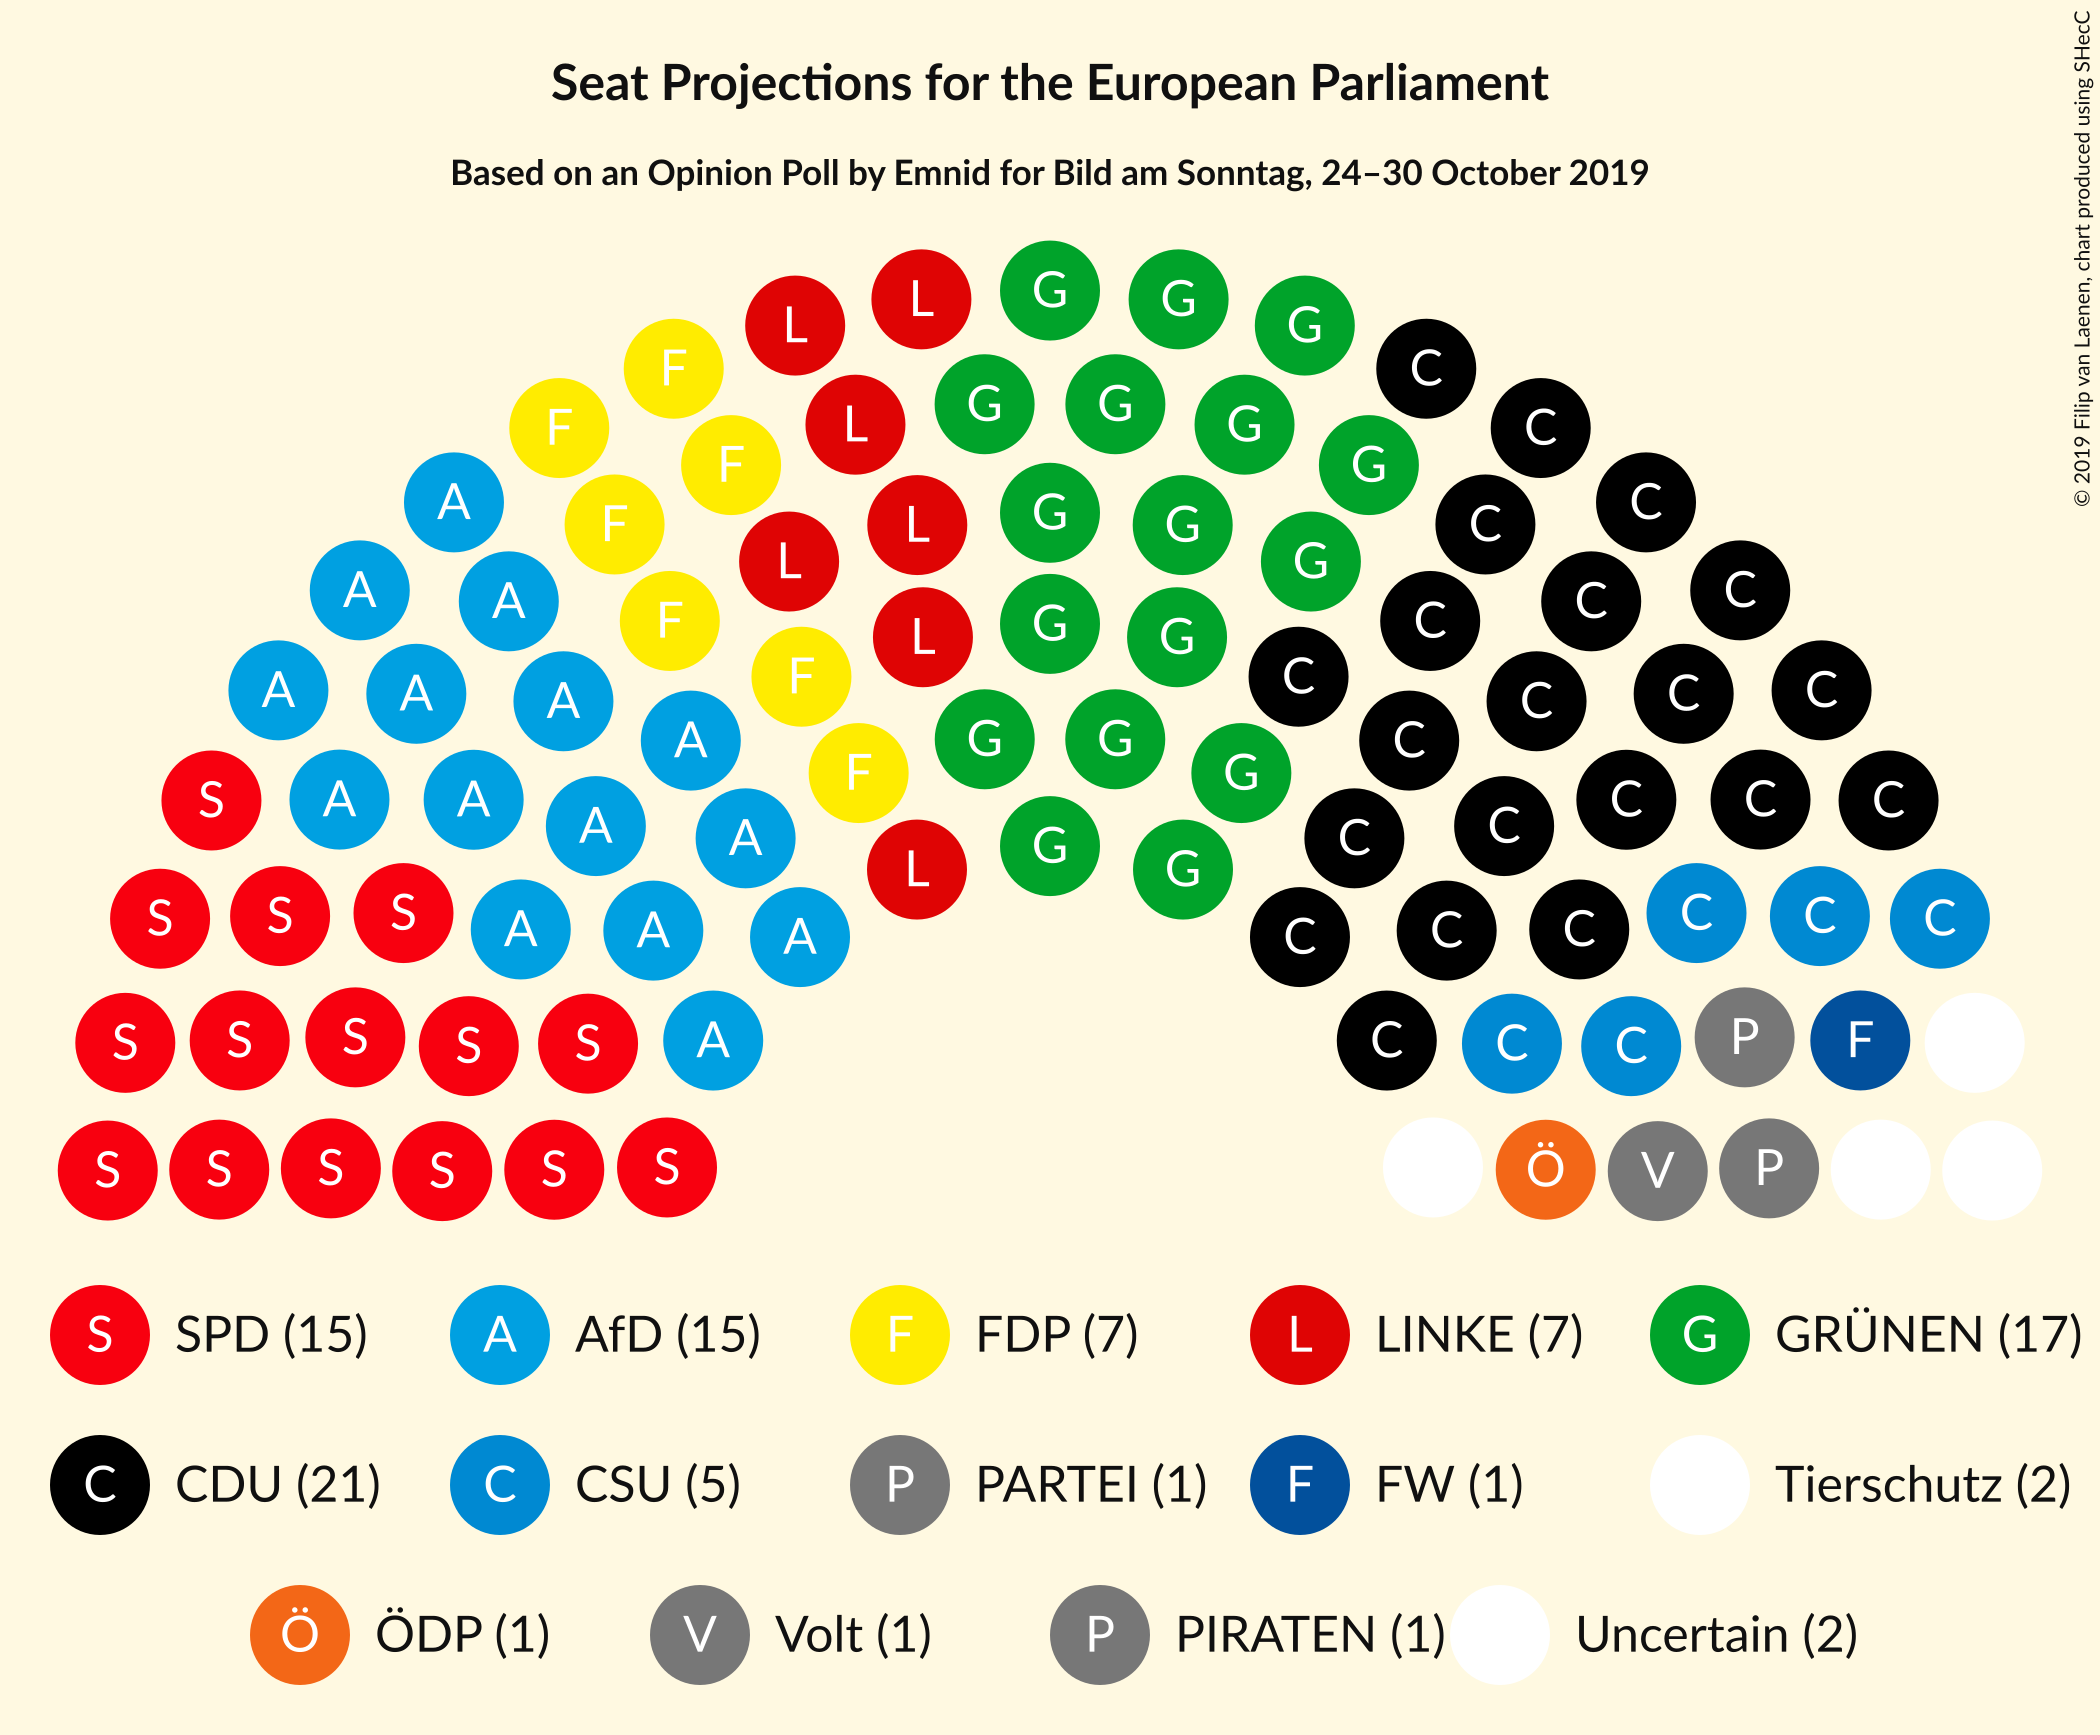 Seat Projections for the European Parliament
Based on an Opinion Poll by Emnid for Bild am Sonntag, 24–30 October 2019
© 2019 Filip van Laenen, chart produced using SHecC
L L G G G
F L G G G C
F F L G G G G C
A F F L L G G G C C C
A A F F L G G G C C C C C
A A A A F G G G C C C C C
S A A A A L G G C C C C C
S S S A A A C C C C C C
S S S S S A C C C P F
S S S S S S Ö V P
S SPD (15) A AfD (15) F FDP (7) L LINKE (7) G GRÜNEN (17)
C CDU (21) C CSU (5) P PARTEI (1) F FW (1) Tierschutz (2)
Ö ÖDP (1) V Volt (1) P PIRATEN (1) Uncertain (2)